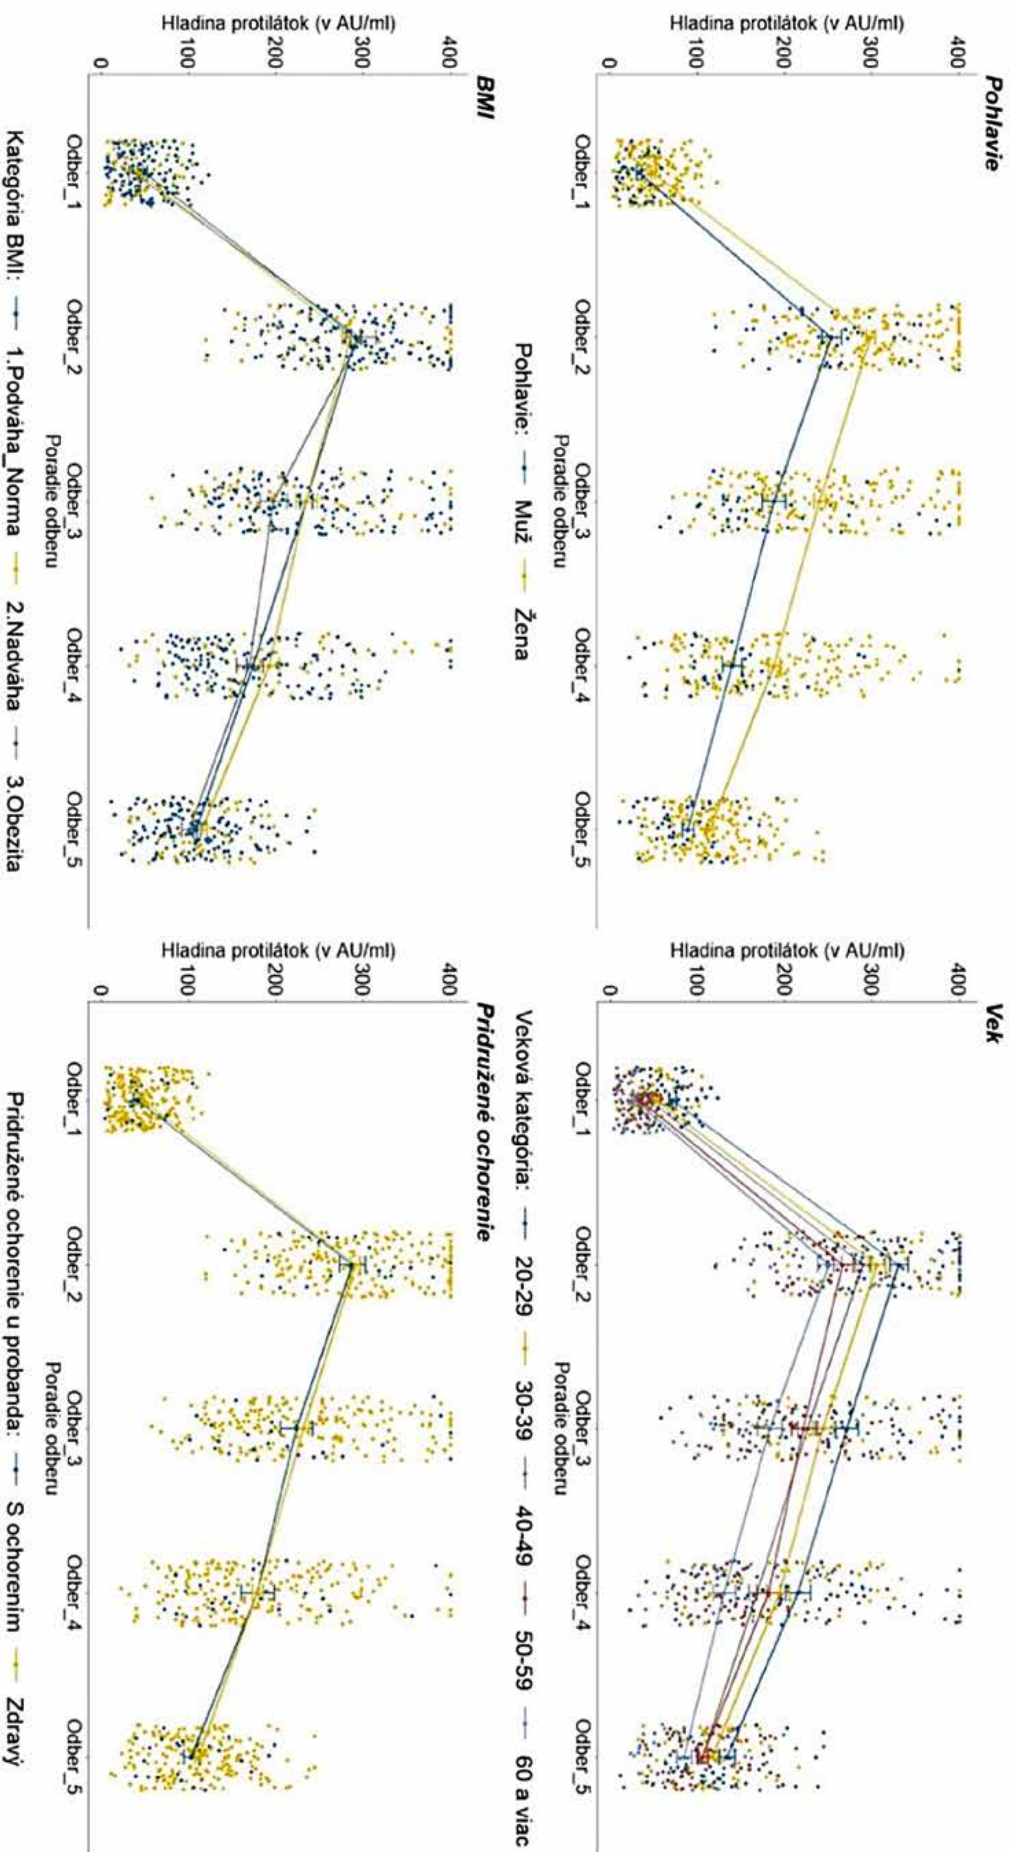 Pohlavie
Hladina protilátok (v AU/ml)
400
300
200
100
0
Odber_1
Odber_2
Odber_3
Odber_4
Odber_5
Poradie odberu
Pohlavie: Muž Žena
Vek
Hladina protilátok (v AU/ml)
400
300
200
100
0
Odber_1
Odber_2
Odber_3
Odber_4
Odber_5
Poradie odberu
Veková kategória: 20-29 30-39 40-49 50-59 60 a viac
BMI
Hladina protilátok (v AU/ml)
400
300
200
100
0
Odber_1
Odber_2
Odber_3
Odber_4
Odber_5
Poradie odberu
Kategória BMI: 1.Podváha_Norma 2.Nadváha 3.Obezita
Pridružené ochorenie
Hladina protilátok (v AU/ml)
400
300
200
100
0
Odber_1
Odber_2
Odber_3
Odber_4
Odber_5
Poradie odberu
Pridružené ochorenie u probanda: S ochorením Zdravý